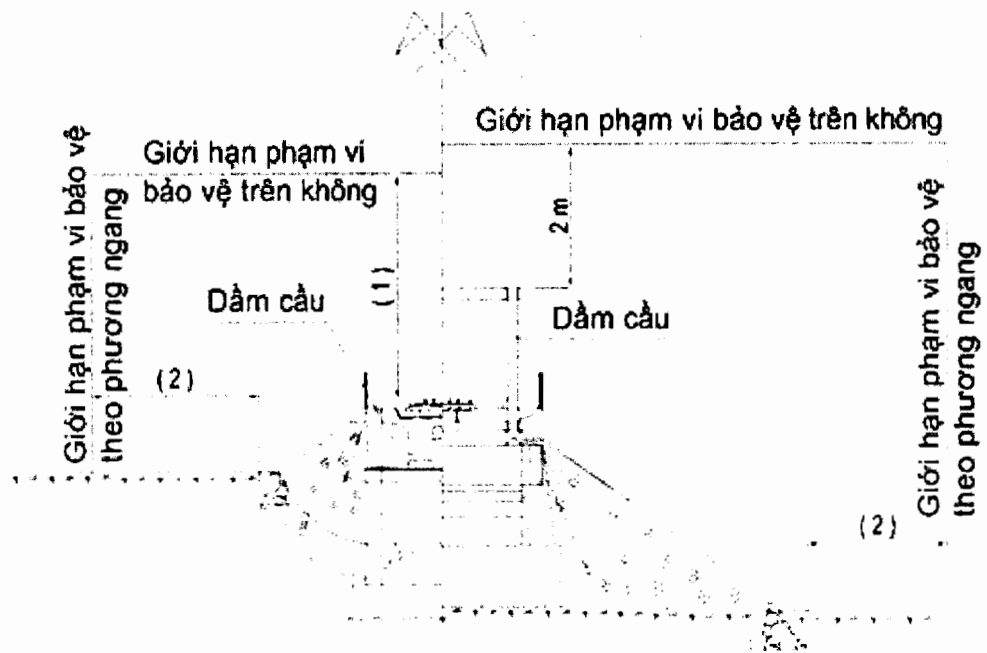 Giới hạn phạm vi bảo vệ trên không
Giới hạn phạm vi
bảo vệ trên không
Giới hạn phạm vi bảo vệ
theo phương ngang
2 m
(1)
Dầm cầu
Dầm cầu
(2)
Giới hạn phạm vi bảo vệ
theo phương ngang
(2)